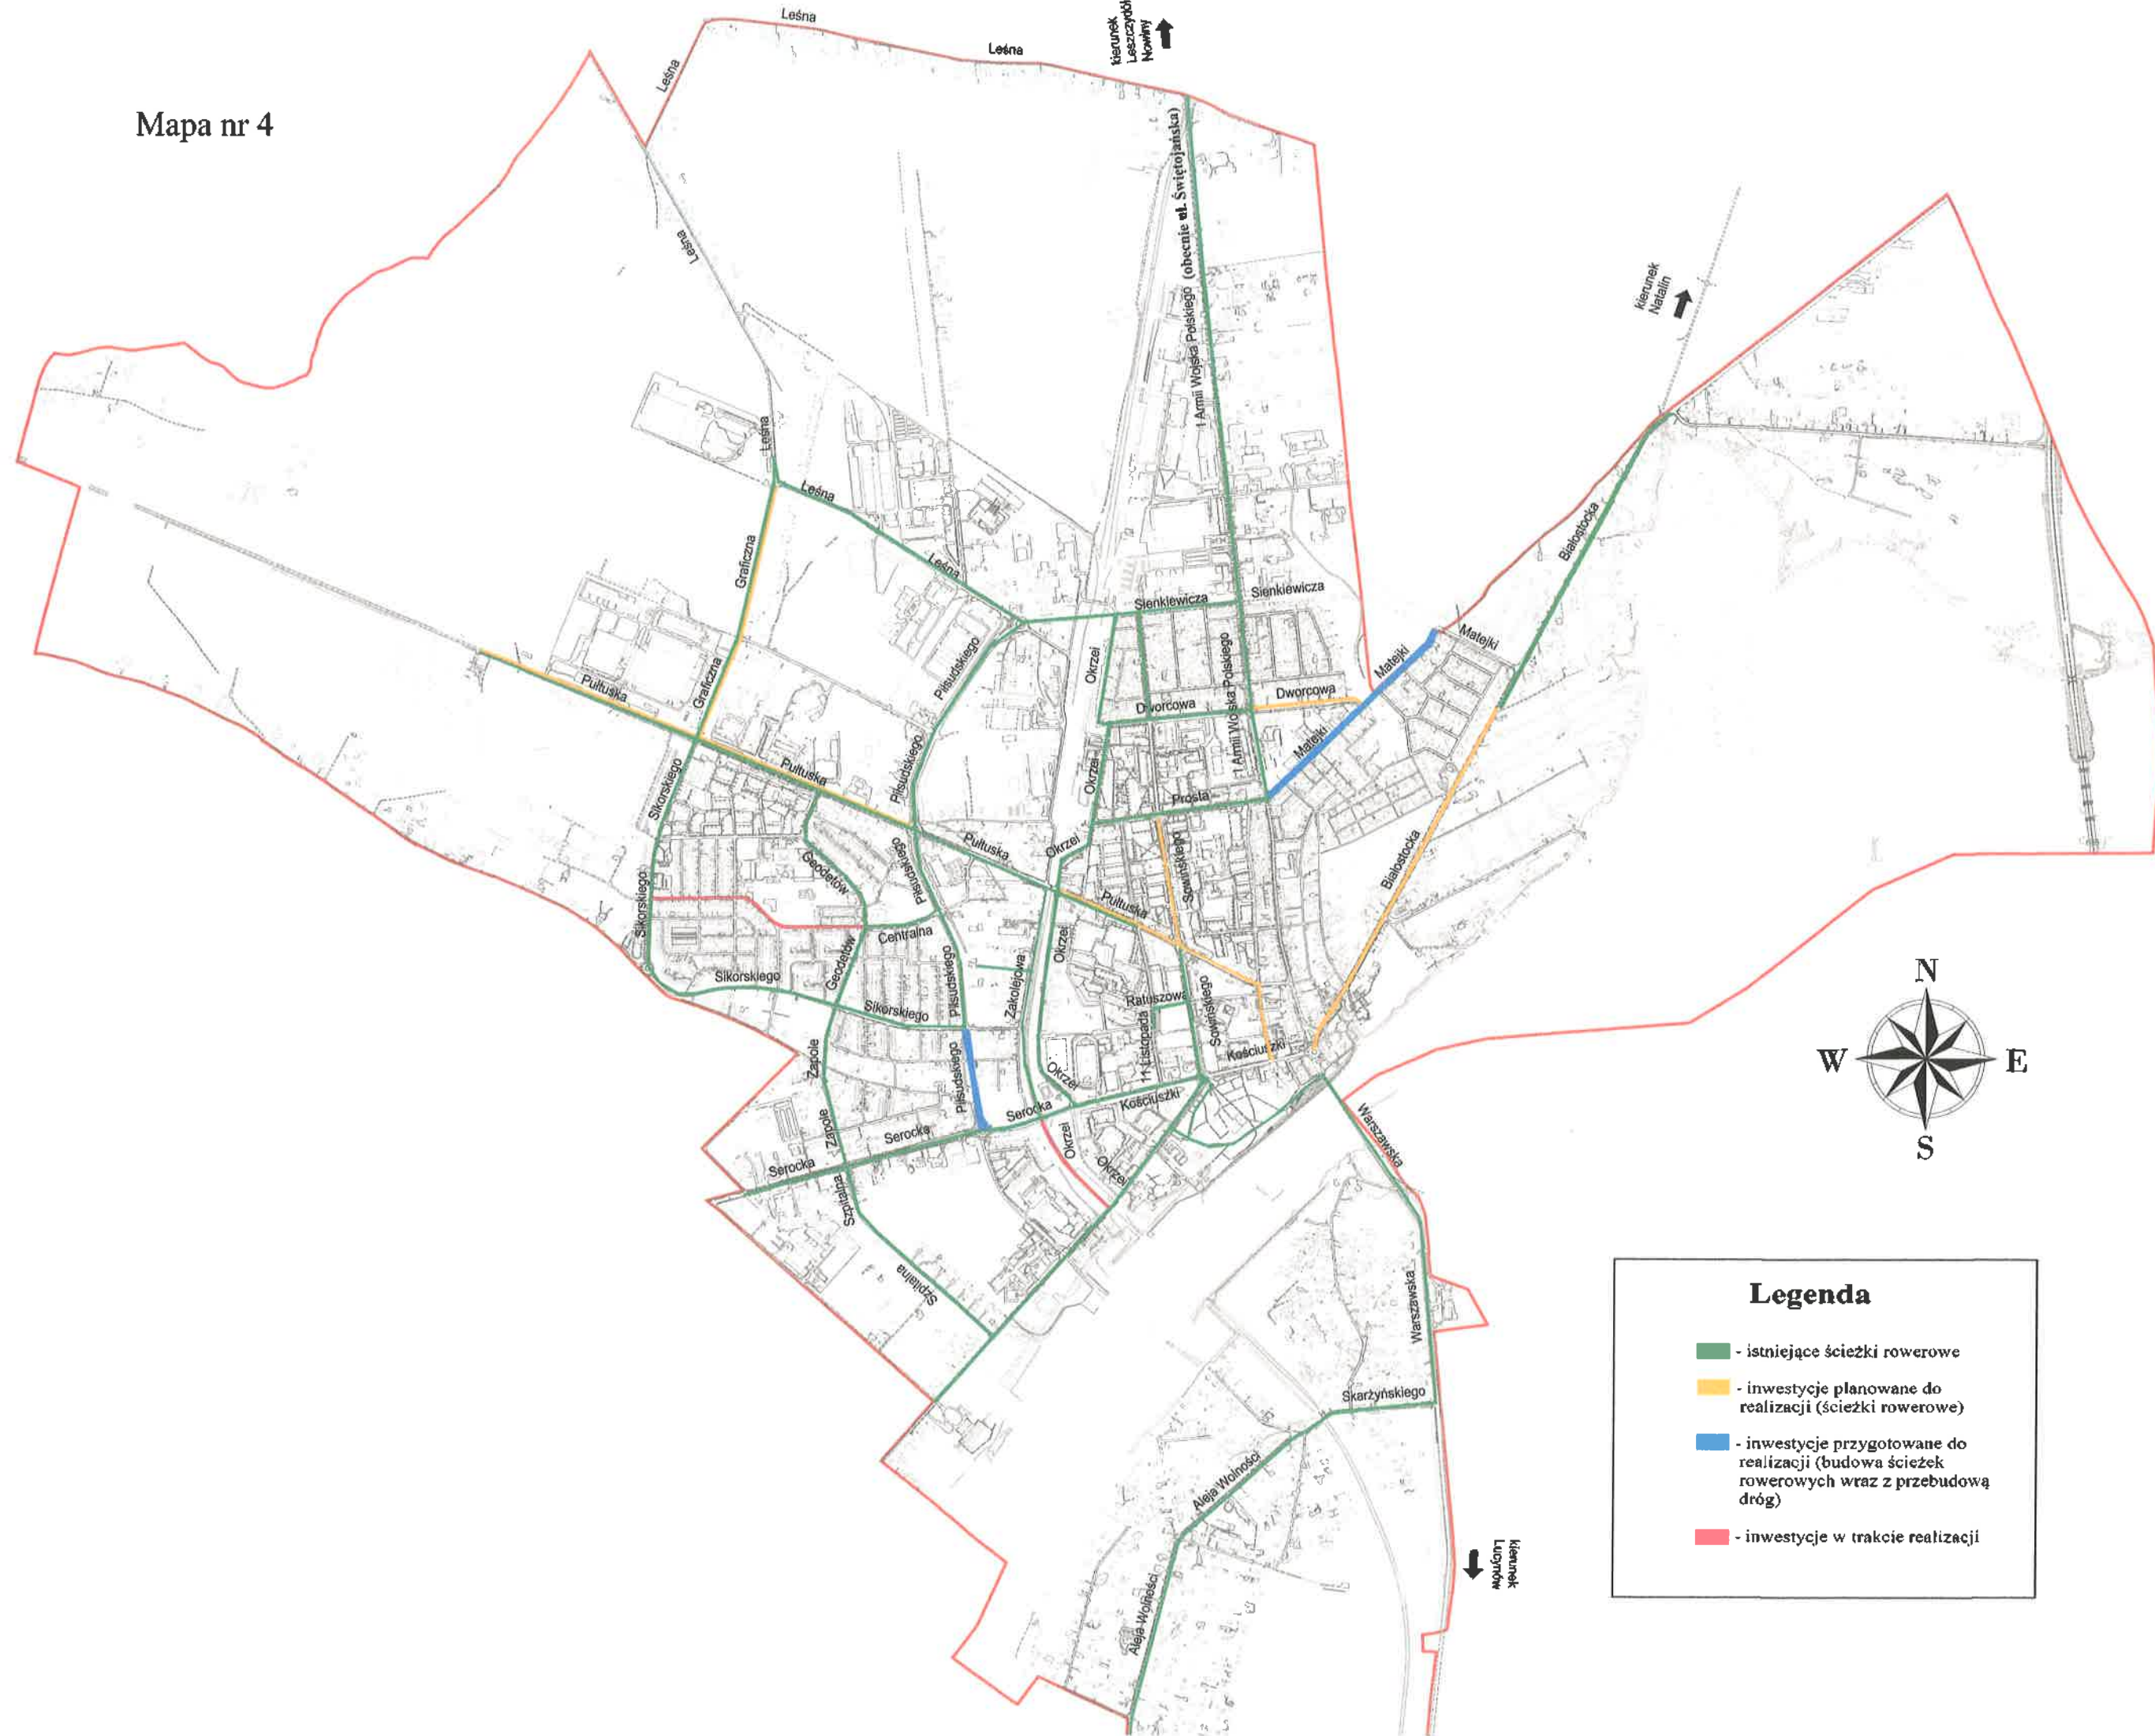 Mapa nr 4
Leśna
Leśna
Leśna
kierunek
Leszczydół
Nowiny
Leśna
1 Armii Wojska Polskiego (obecnie ul. Świętojańska)
kierunek
Natalin
Leśna
Leśna
Leśna
Graficzna
Graficzna
Białostocka
Sienkiewicza
Sienkiewicza
Piłsudskiego
Okrzei
1 Armii Wojska Polskiego
Matejki
Matejki
Matejki
Dworcowa
Dworcowa
Pułtuska
Pułtuska
Piłsudskiego
Okrzei
Sikorskiego
Prosta
Pułtuska
Okrzei
Sowińskiego
Białostocka
Geodetów
Piłsudskiego
Sikorskiego
Pułtuska
Centralna
Geodetów
Okrzei
Sikorskiego
Piłsudskiego
Zakolejowa
Sikorskiego
Ratuszowa
Sowińskiego
11 Listopada
Kościuszki
Zapole
Piłsudskiego
Okrzei
Kościuszki
Serocka
Zapole
Serocka
Okrzei
Okrzei
Serocka
Szpitalna
Szpitalna
Warszawska
Warszawska
Skarżyńskiego
Aleja Wolności
Aleja Wolności
kierunek
Lucynów
N
W
E
S
Legenda
- istniejące ścieżki rowerowe
- inwestycje planowane do
realizacji (ścieżki rowerowe)
- inwestycje przygotowane do
realizacji (budowa ścieżek
rowerowych wraz z przebudową
dróg)
- inwestycje w trakcie realizacji